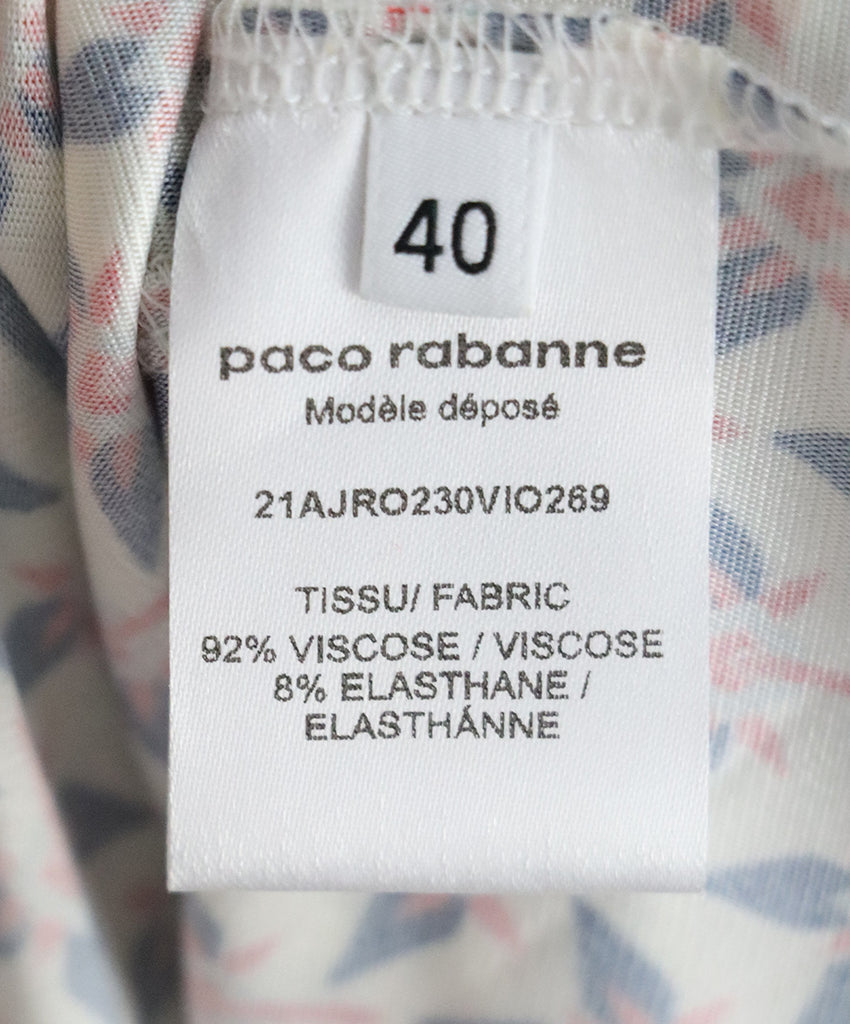 40
paco rabanne
Modèle déposé
21AJRO230VIO269
TISSU/ FABRIC
92% VISCOSE / VISCOSE
8% ELASTHANE /
ELASTHÁNNE